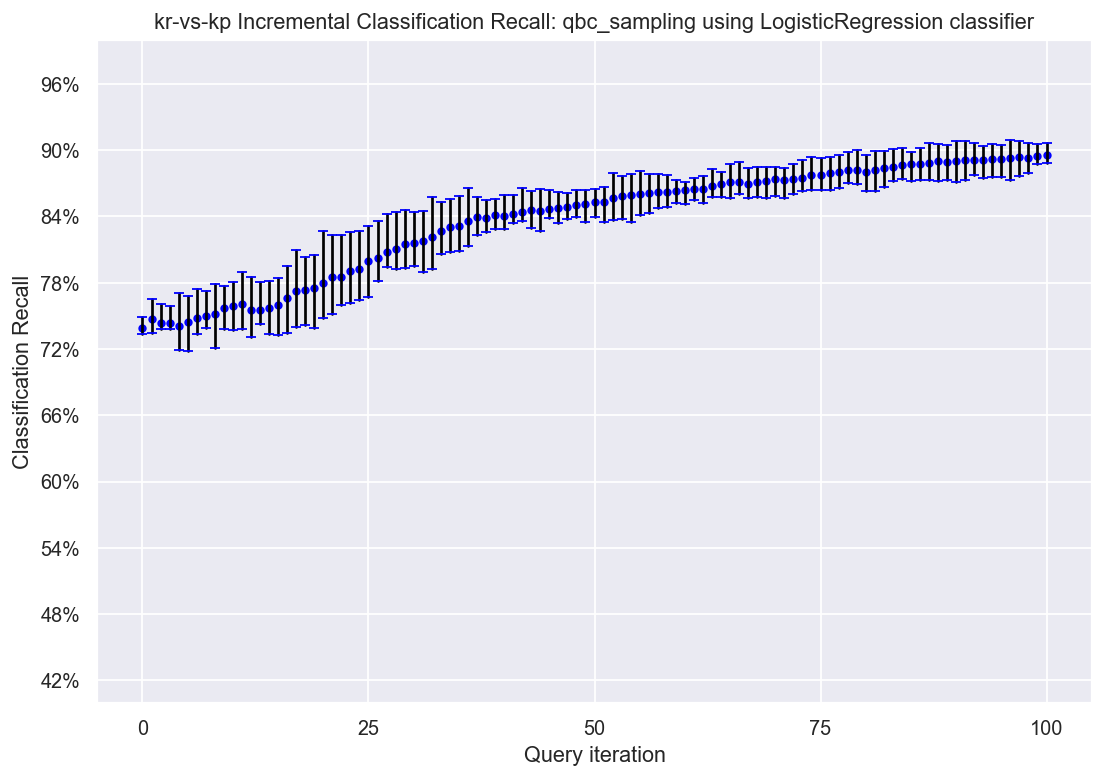 kr-vs-kp Incremental Classification Recall: qbc_sampling using LogisticRegression classifier
96%
90%
84%
78%
72%
66%
60%
54%
48%
42%
Classification Recall
0 25 50 75 100
Query iteration